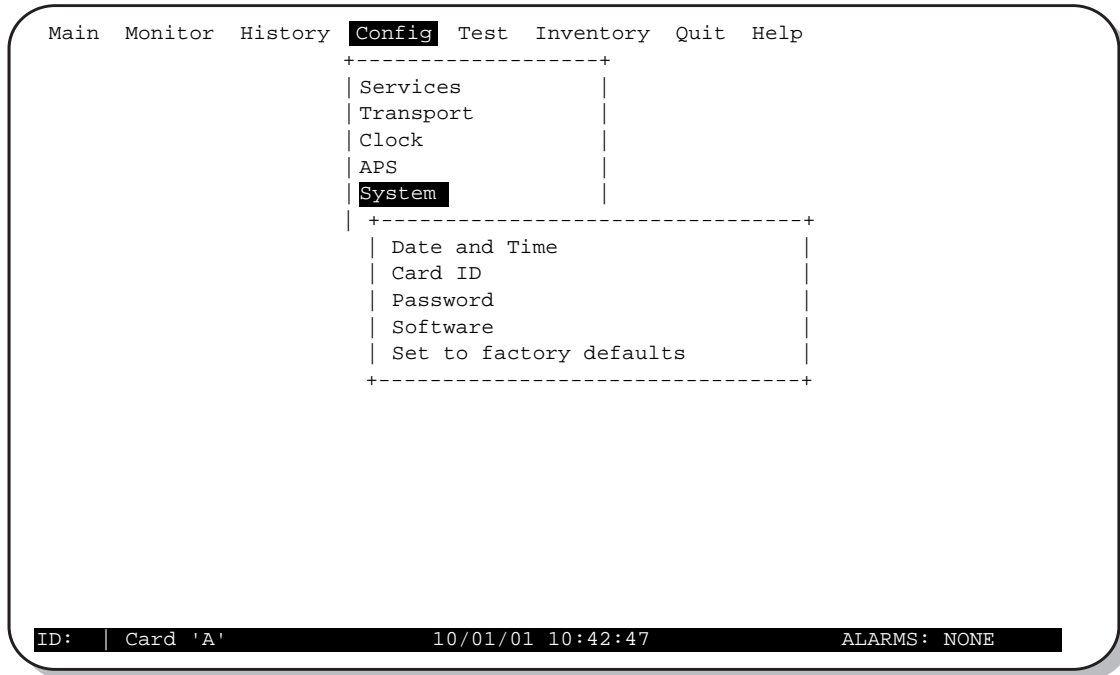 Main Monitor History Config Test Inventory Quit Help
+-------------------+
|Services |
|Transport |
|Clock |
|APS |
|System |
| +---------------------------------+
| Date and Time |
| Card ID |
| Password |
| Software |
| Set to factory defaults |
+---------------------------------+
ID: | Card 'A' 10/01/01 10:42:47 ALARMS: NONE